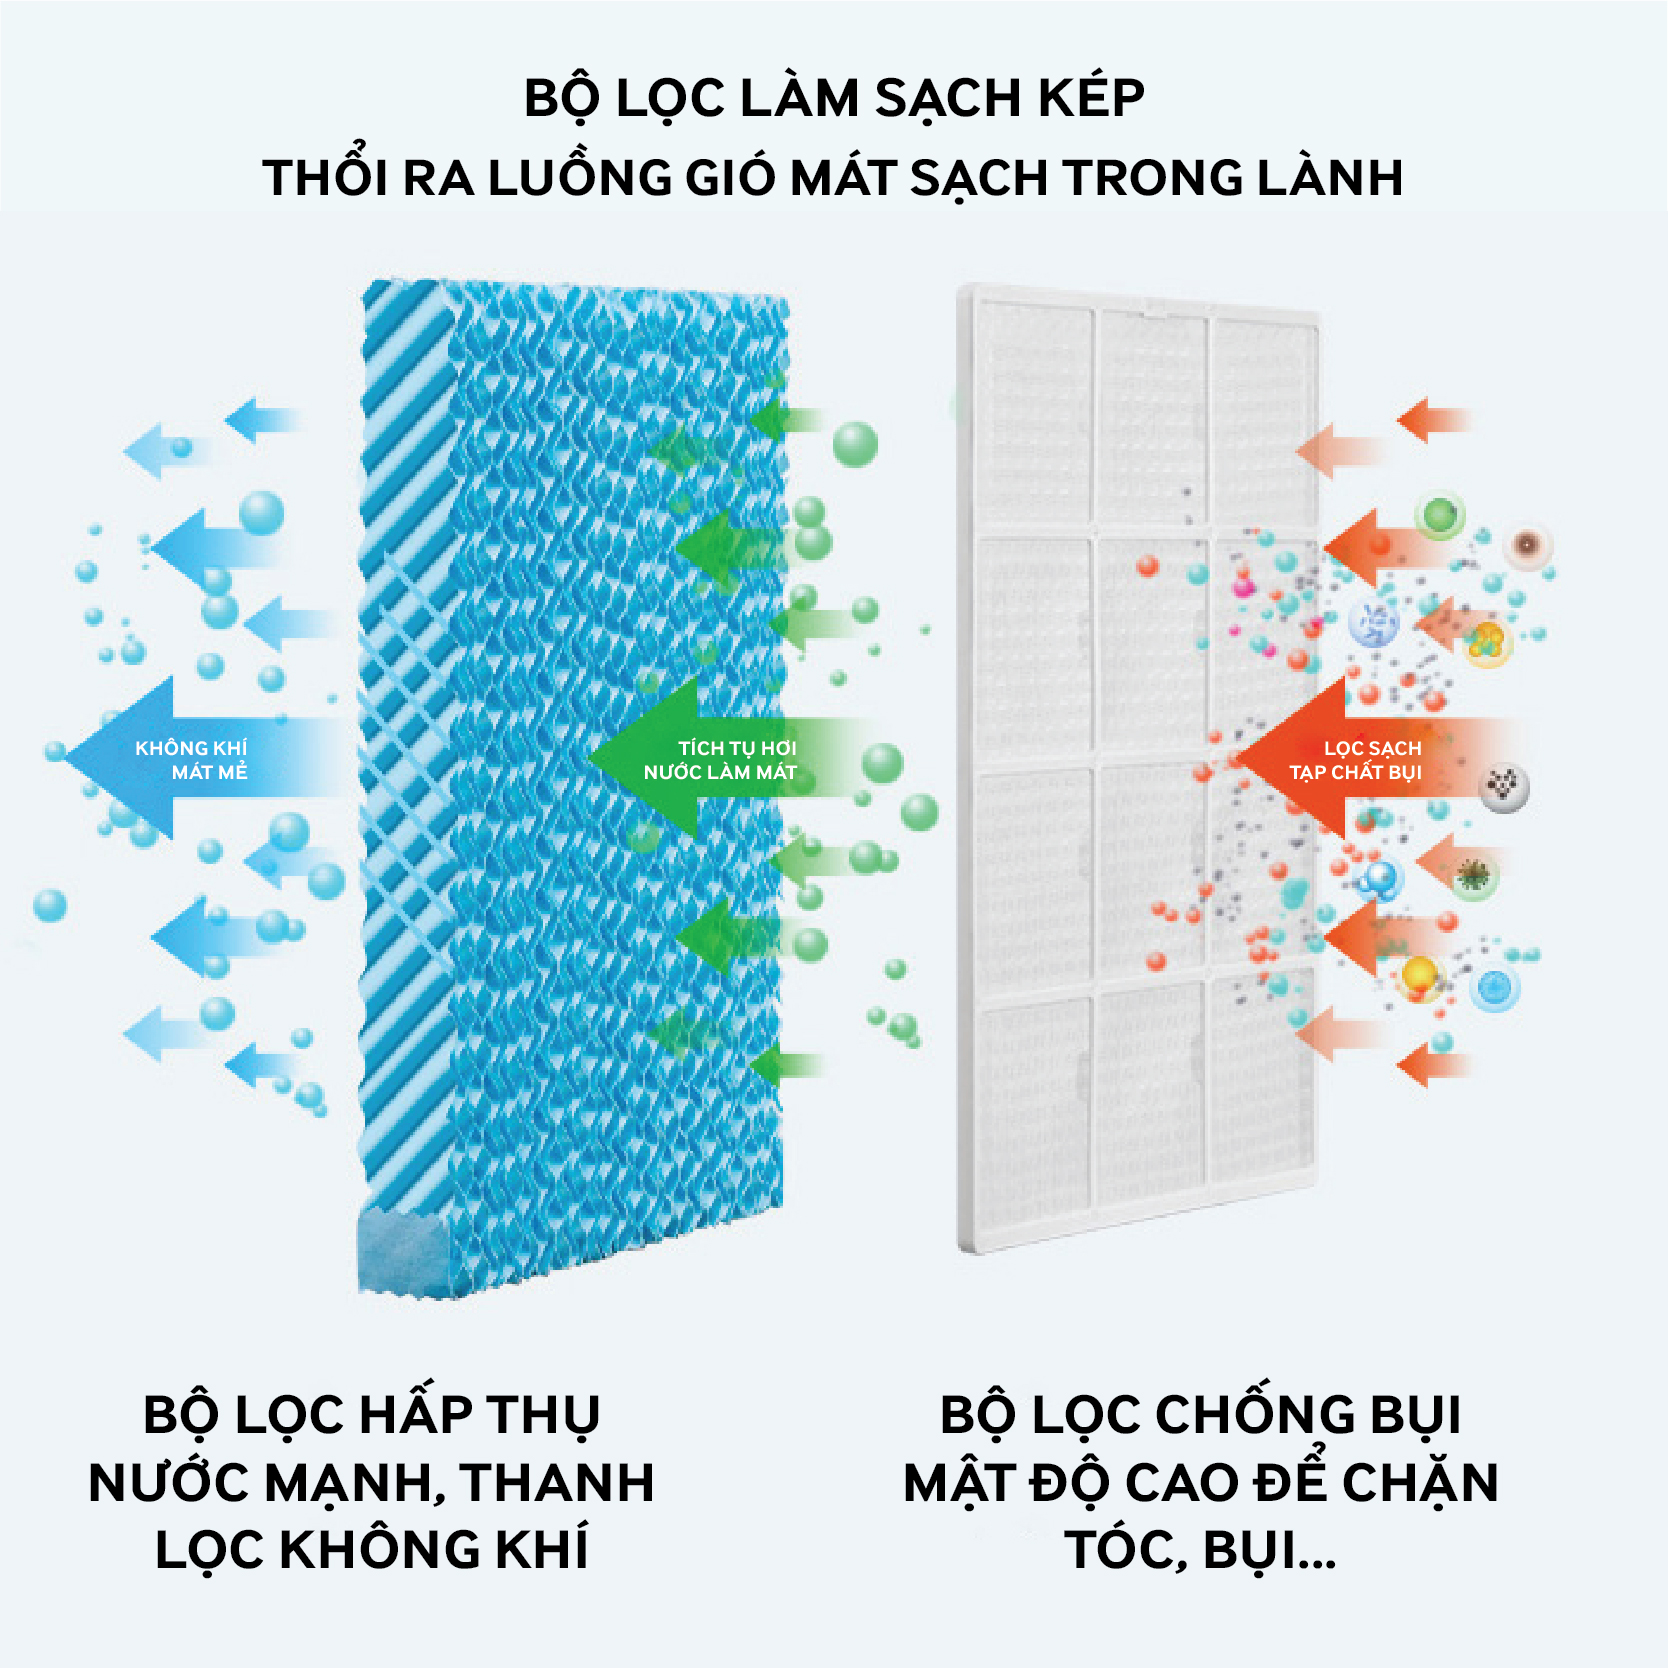 BỘ LỌC LÀM SẠCH KÉP
THỔI RA LUỒNG GIÓ MÁT SẠCH TRONG LÀNH
KHÔNG KHÍ
MÁT MẺ
TÍCH TỤ HƠI
NƯỚC LÀM MÁT
LỌC SẠCH
TẠP CHẤT BỤI
BỘ LỌC HẤP THỤ
NƯỚC MẠNH, THANH
LỌC KHÔNG KHÍ
BỘ LỌC CHỐNG BỤI
MẬT ĐỘ CAO ĐỂ CHẶN
TÓC, BỤI...